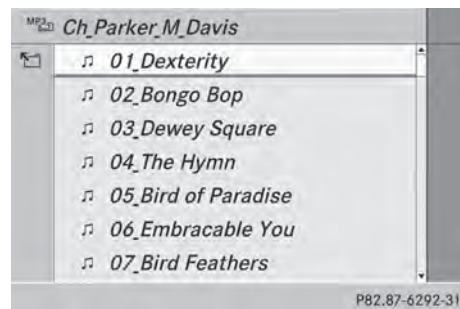 MP3 Ch_Parker_M_Davis
01_Dexterity
02_Bongo Bop
03_Dewey Square
04_The Hymn
05_Bird of Paradise
06_Embracable You
07_Bird Feathers
P82.87-6292-31